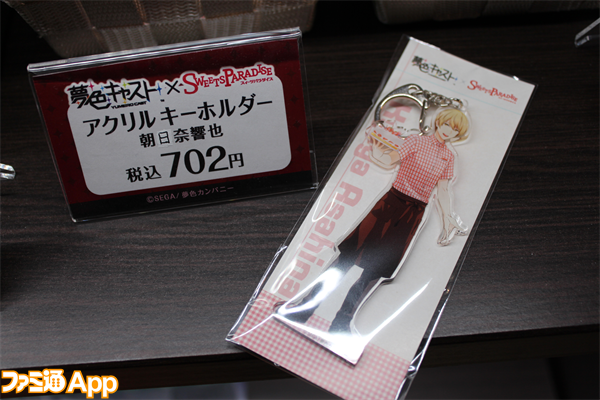 夢色キャスト × SWEETS PARADISE
YUMEIRO CAST スイーツパラダイス
アクリルキーホルダー
朝日奈響也
税込 702円
©SEGA/夢色カンパニー
夢色キャスト × SWEETS PARADISE
Asahina
ファミ通App